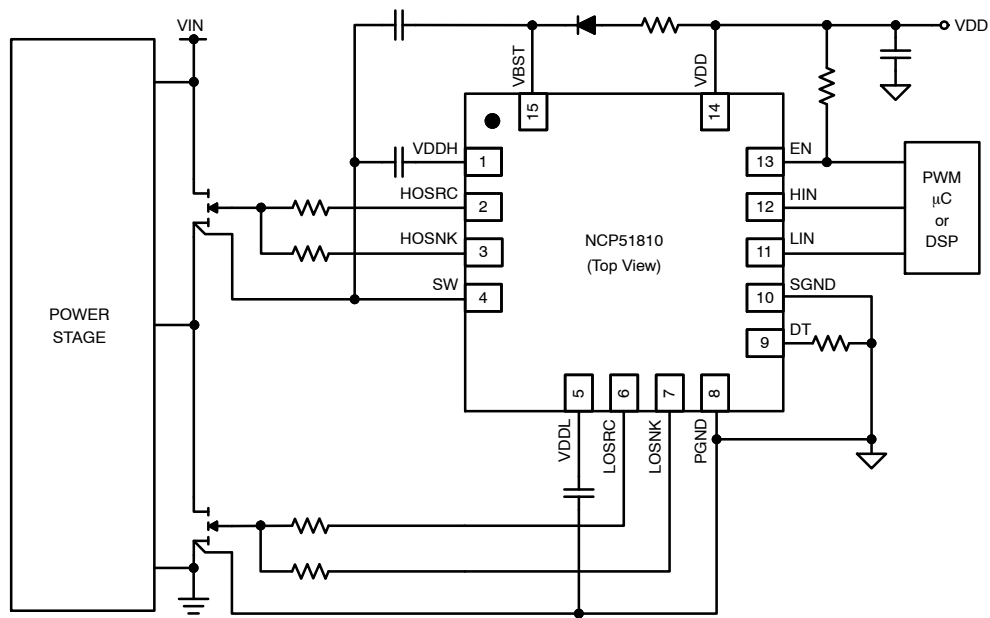 VIN
VDD
VBST
VDD
15
14
VDDH
1
EN
13
HOSRC
2
HIN
12
HOSNK
3
LIN
11
SW
4
SGND
10
DT
9
NCP51810
(Top View)
PWM
μC
or
DSP
POWER
STAGE
5
6
7
8
VDDL
LOSRC
LOSNK
PGND